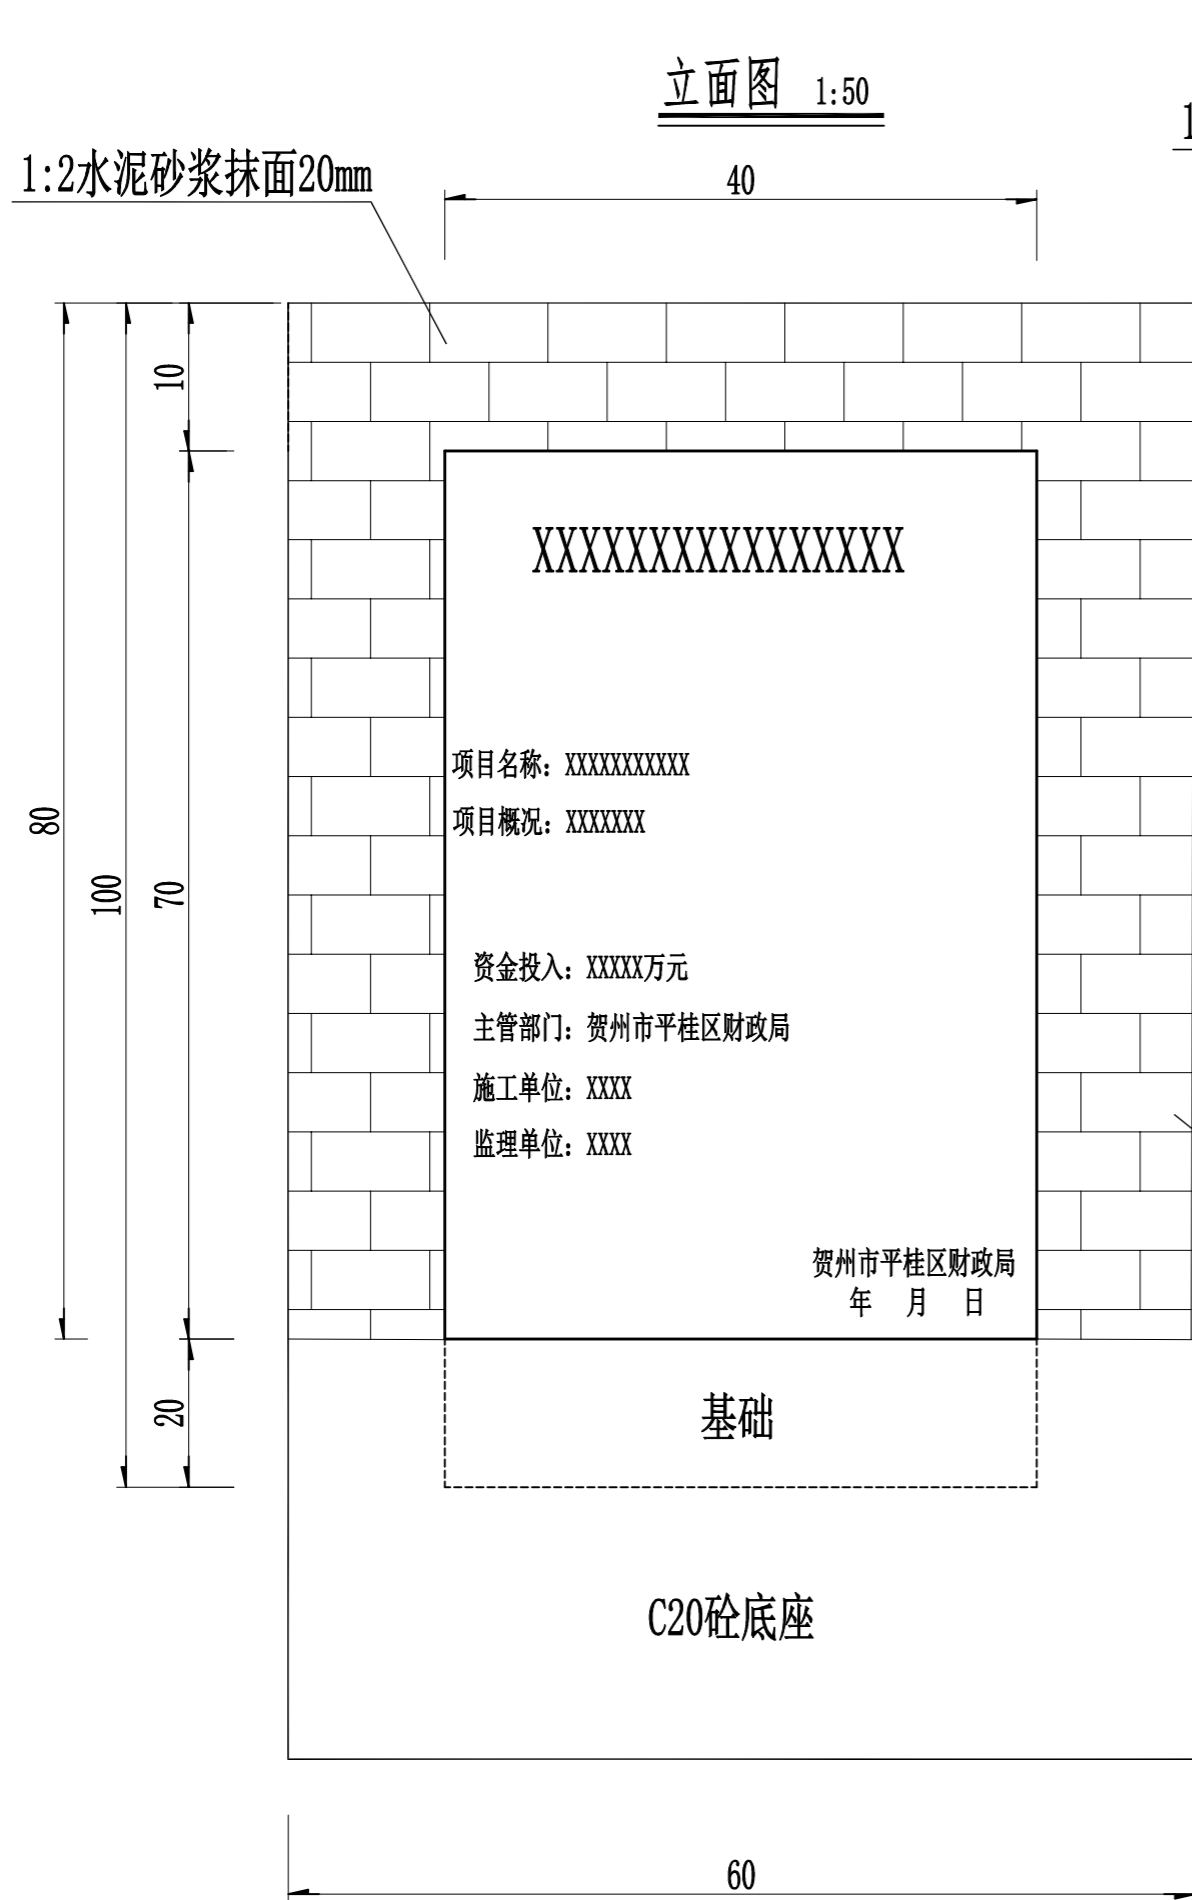 立面图 1:50
1
1:2水泥砂浆抹面20mm
40
10
XXXXXXXXXXXXXXXX
项目名称：XXXXXXXXXXX
项目概况：XXXXXXX
80
100
70
资金投入：XXXXX万元
主管部门：贺州市平桂区财政局
施工单位：XXXX
监理单位：XXXX
贺州市平桂区财政局
年 月 日
20
基础
C20砼底座
60